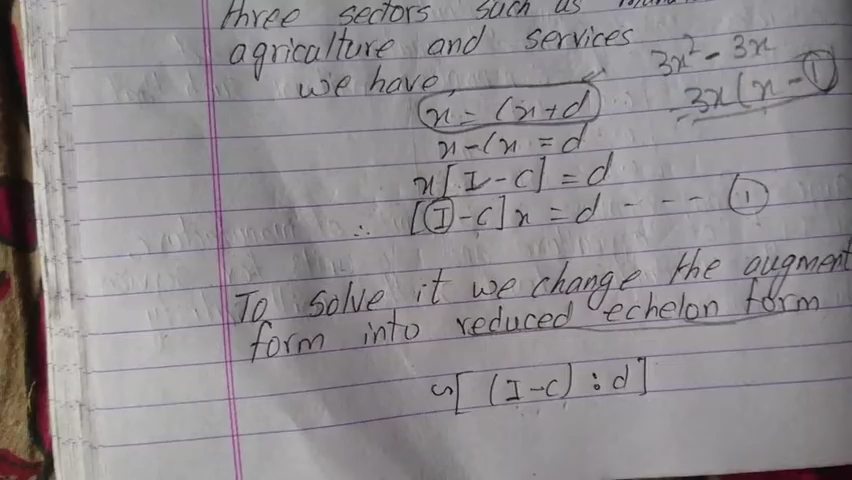 three sectors such as
agriculture and services
we have,
x = Cx + d
x - Cx = d
x[I - C] = d
∴ [I - C]x = d - - - - ①
3x² - 3x
3x(x - 1)
To solve it we change the augment
form into reduced echelon form
~[(I - C) : d]